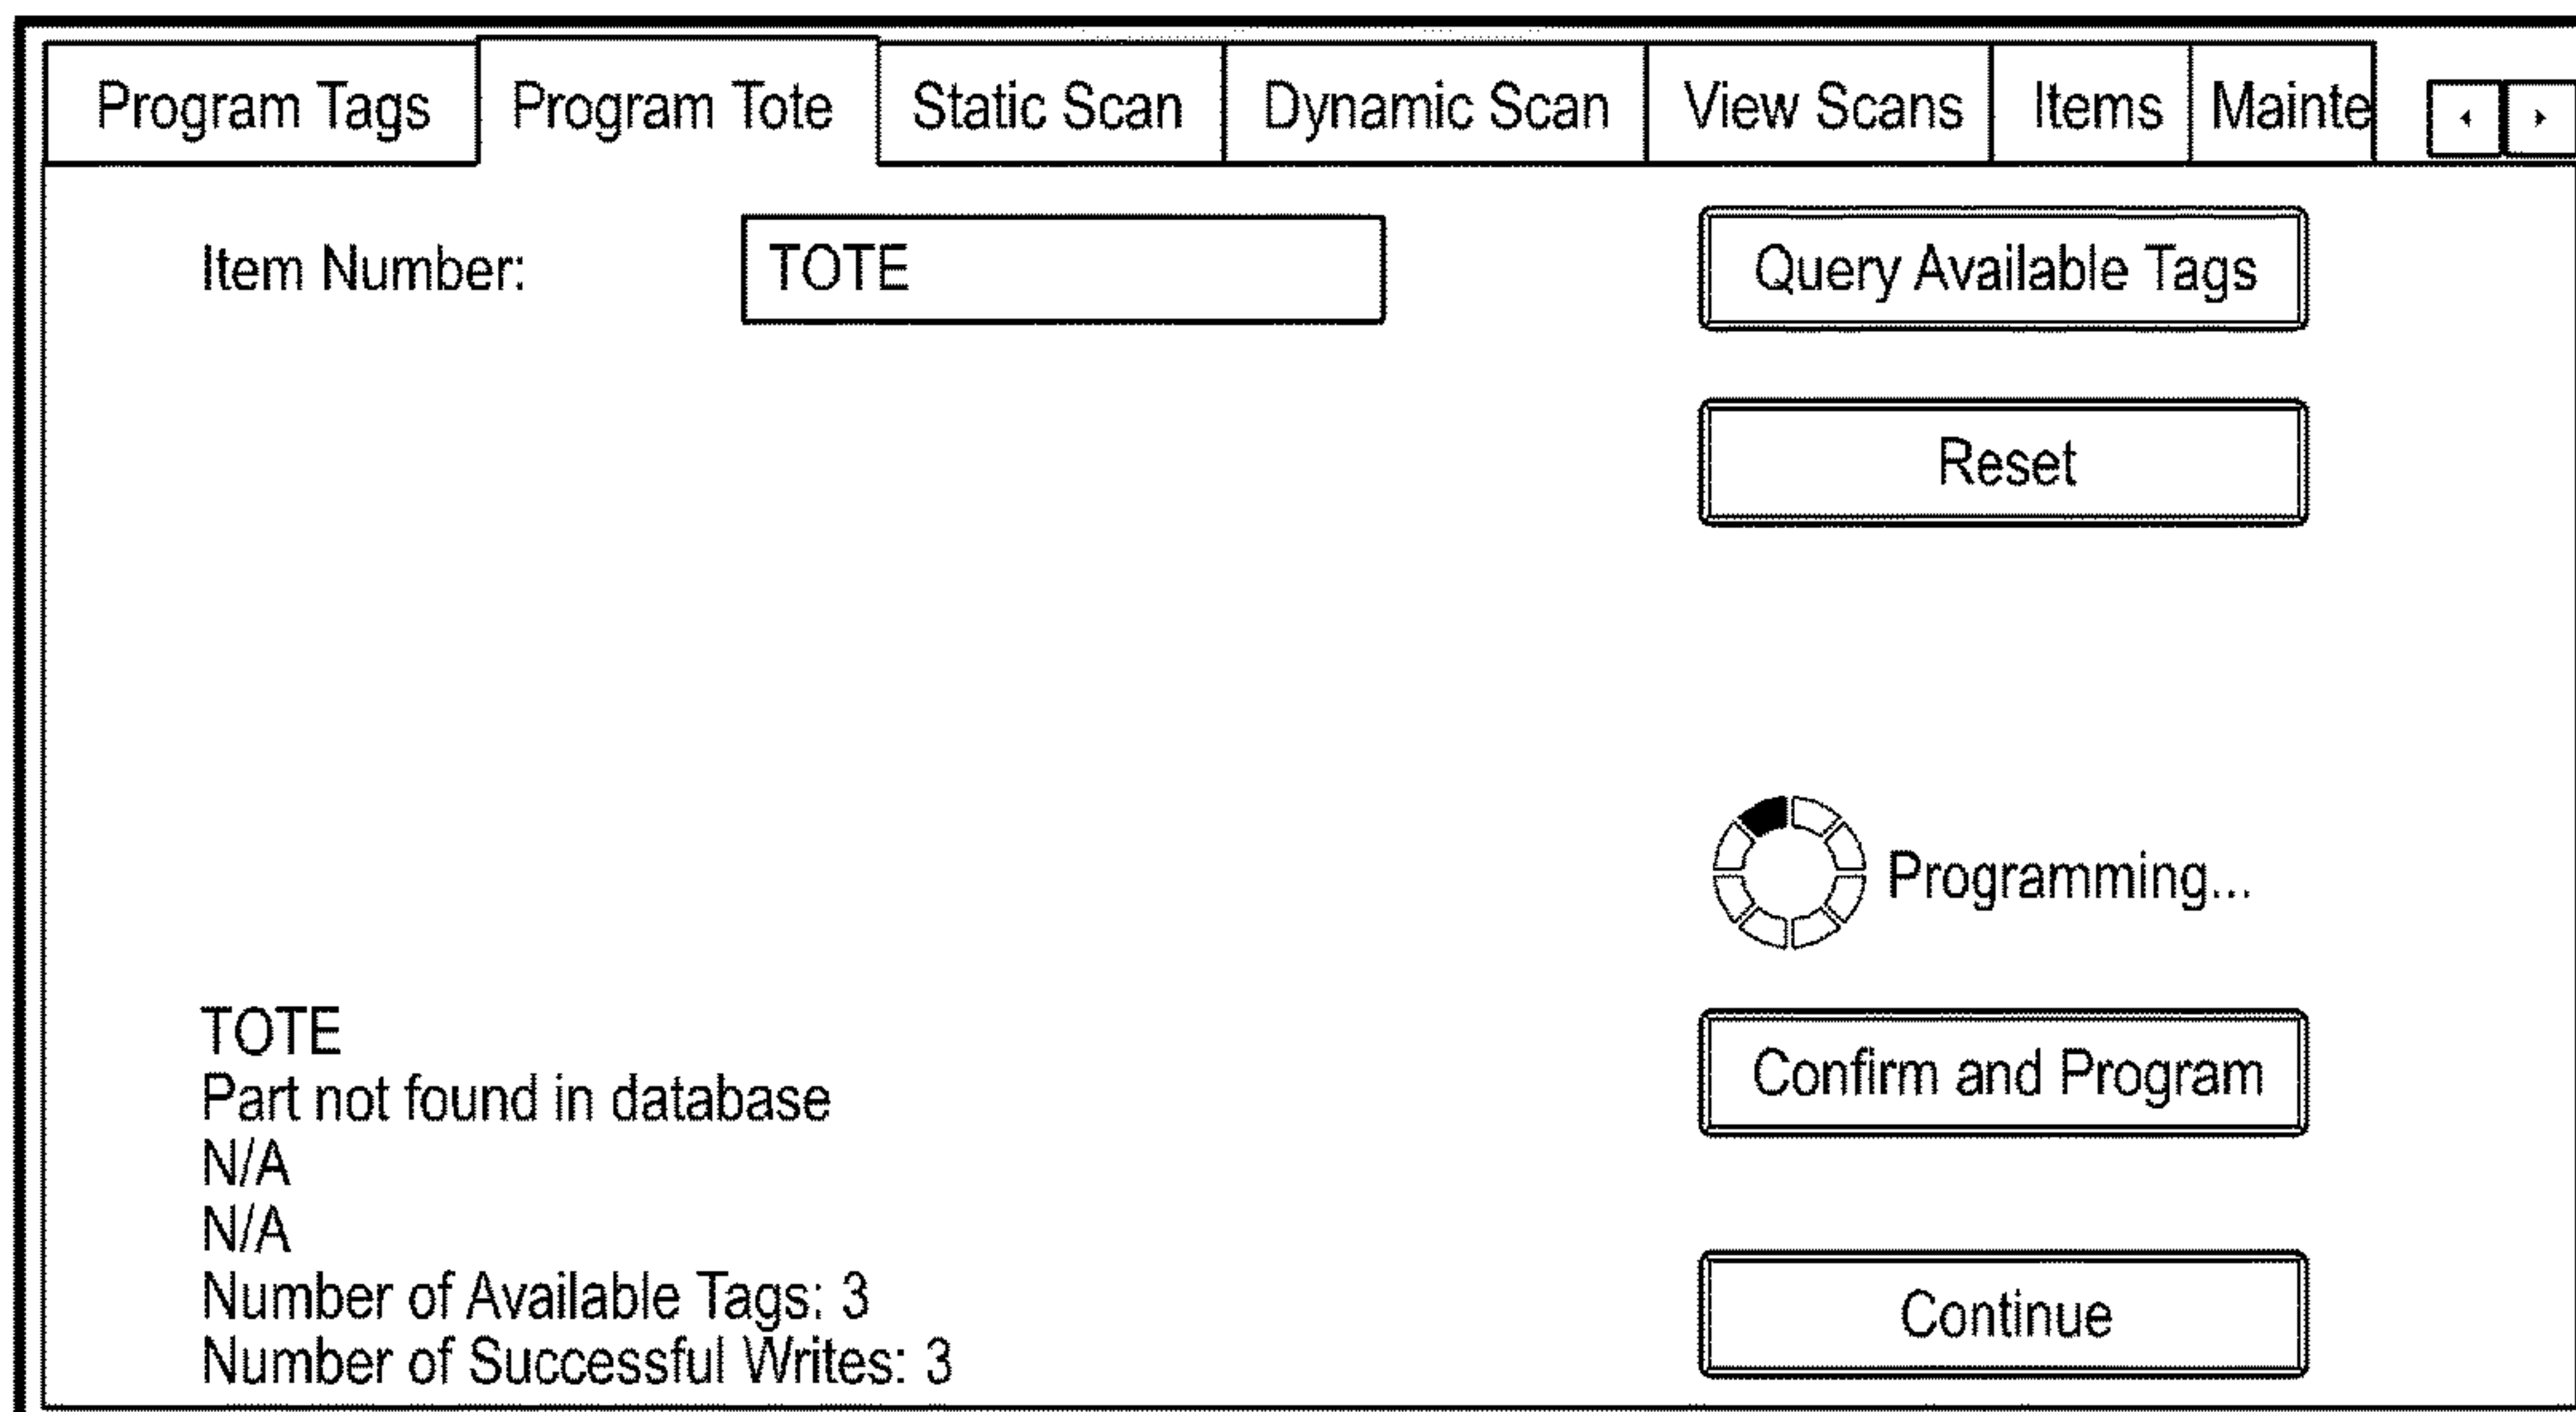 Program Tags Program Tote Static Scan Dynamic Scan View Scans Items Mainte
Item Number: TOTE Query Available Tags
Reset
Programming...
TOTE
Part not found in database
N/A
N/A
Number of Available Tags: 3
Number of Successful Writes: 3
Confirm and Program
Continue